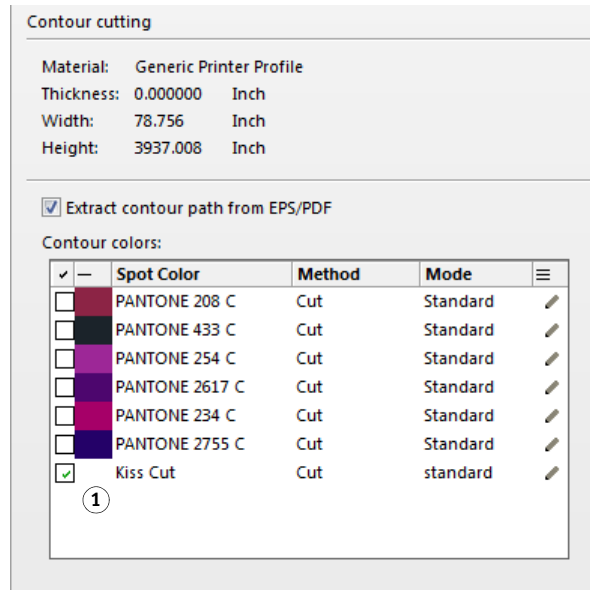 Contour cutting
Material: Generic Printer Profile
Thickness: 0.000000 Inch
Width: 78.756 Inch
Height: 3937.008 Inch
Extract contour path from EPS/PDF
Contour colors:
Spot Color Method Mode
PANTONE 208 C Cut Standard
PANTONE 433 C Cut Standard
PANTONE 254 C Cut Standard
PANTONE 2617 C Cut Standard
PANTONE 234 C Cut Standard
PANTONE 2755 C Cut Standard
Kiss Cut Cut standard
1